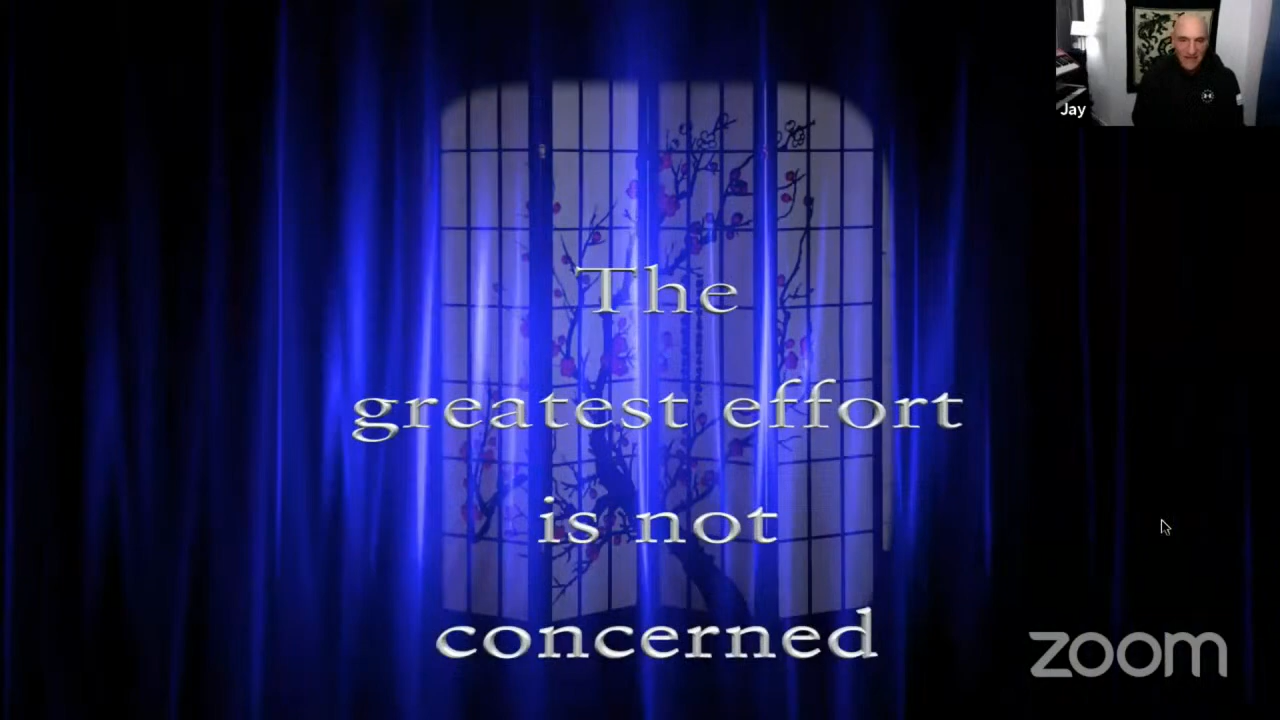 Jay
The
greatest effort
is not
concerned
zoom